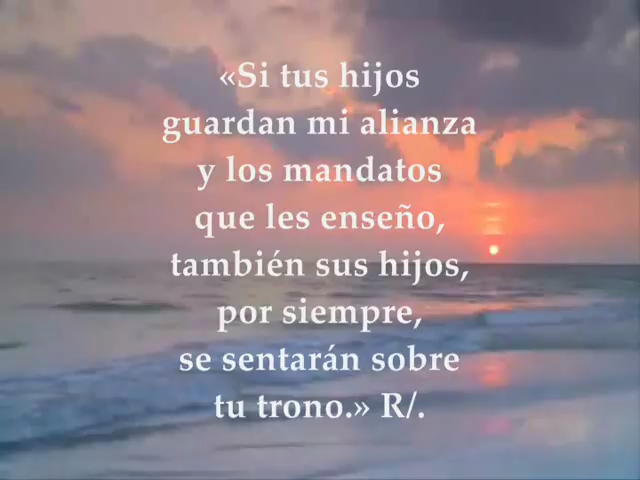 «Si tus hijos
guardan mi alianza
y los mandatos
que les enseño,
también sus hijos,
por siempre,
se sentarán sobre
tu trono.» R/.